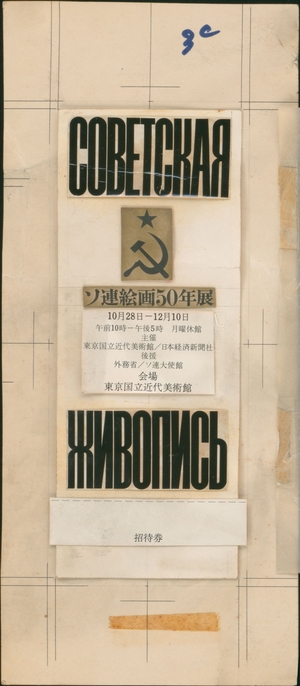 3c
СОВЕТСКАЯ
ソ連絵画50年展
10月28日—12月10日
午前10時—午後5時　月曜休館
主催
東京国立近代美術館／日本経済新聞社
後援
外務省／ソ連大使館
会場
東京国立近代美術館
ЖИВОПИСЬ
招待券